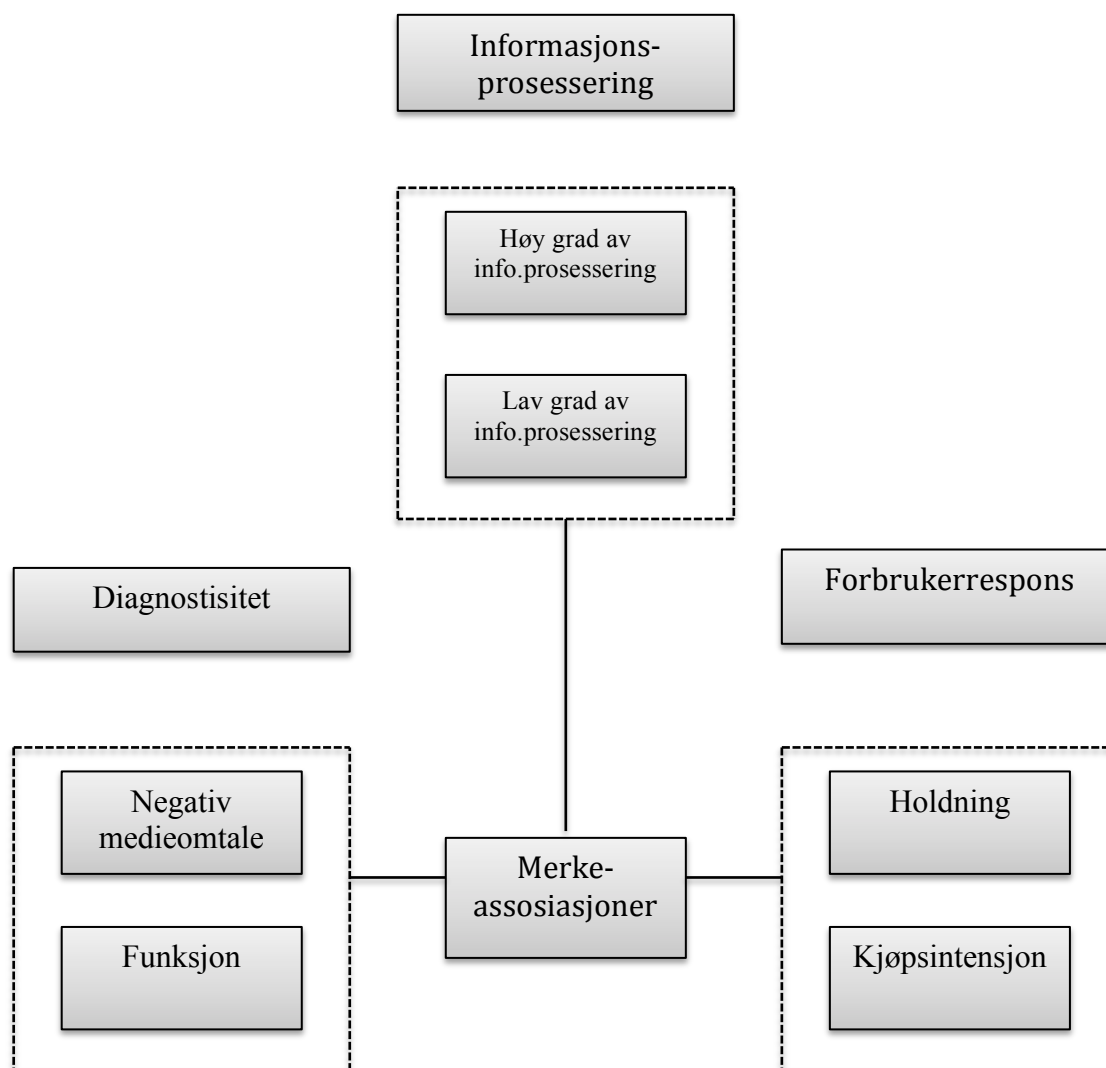 Informasjons-
prosessering
Høy grad av
info.prosessering
Lav grad av
info.prosessering
Diagnostisitet
Forbrukerrespons
Negativ
medieomtale
Funksjon
Merke-
assosiasjoner
Holdning
Kjøpsintensjon